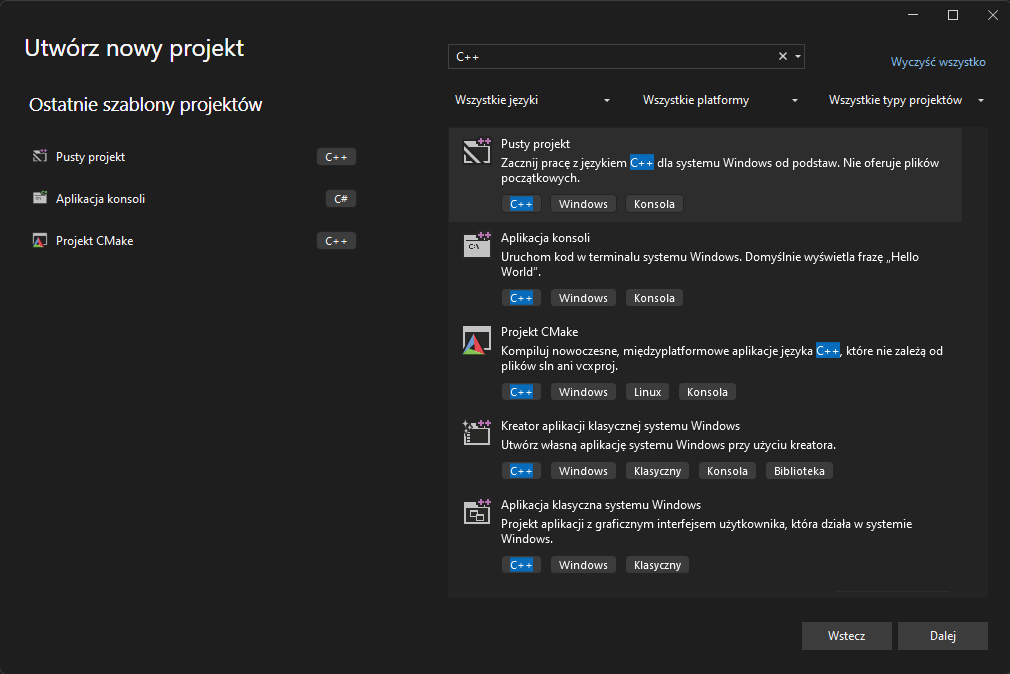 Utwórz nowy projekt
C++
Wyczyść wszystko
Ostatnie szablony projektów
Wszystkie języki
Wszystkie platformy
Wszystkie typy projektów
Pusty projekt C++
Aplikacja konsoli C#
Projekt CMake C++
Pusty projekt
Zacznij pracę z językiem C++ dla systemu Windows od podstaw. Nie oferuje plików
początkowych.
C++ Windows Konsola
Aplikacja konsoli
Uruchom kod w terminalu systemu Windows. Domyślnie wyświetla frazę „Hello
World”.
C++ Windows Konsola
Projekt CMake
Kompiluj nowoczesne, międzyplatformowe aplikacje języka C++, które nie zależą od
plików sln ani vcxproj.
C++ Windows Linux Konsola
Kreator aplikacji klasycznej systemu Windows
Utwórz własną aplikację systemu Windows przy użyciu kreatora.
C++ Windows Klasyczny Konsola Biblioteka
Aplikacja klasyczna systemu Windows
Projekt aplikacji z graficznym interfejsem użytkownika, która działa w systemie
Windows.
C++ Windows Klasyczny
Wstecz
Dalej